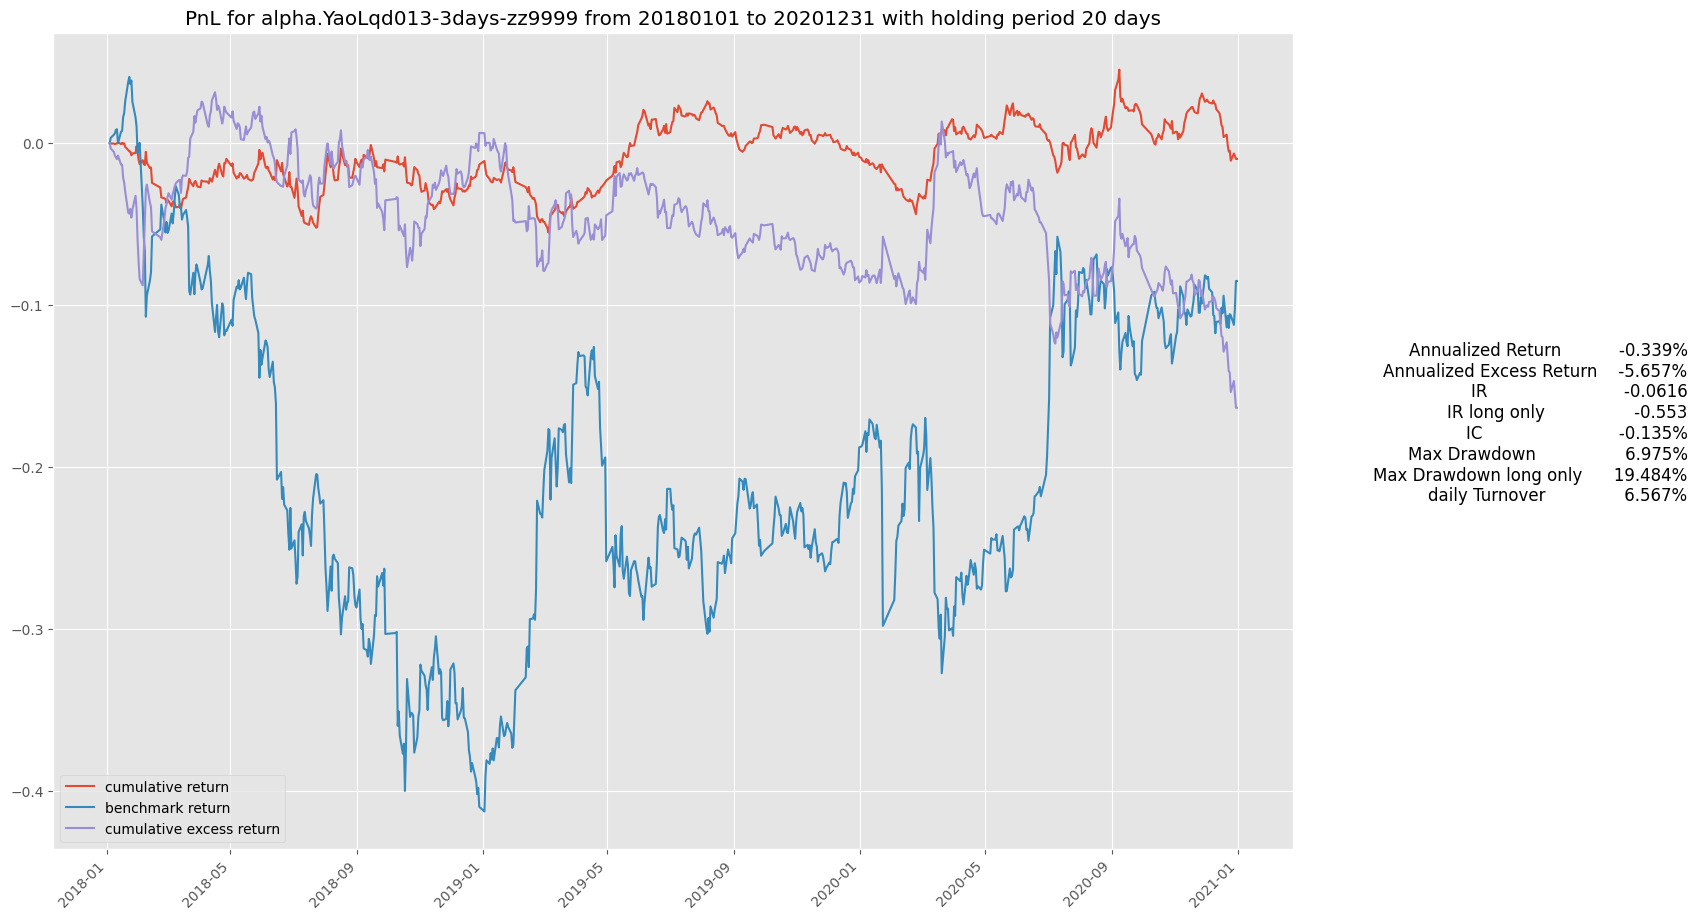 PnL for alpha.YaoLqd013-3days-zz9999 from 20180101 to 20201231 with holding period 20 days
0.0
−0.1
−0.2
−0.3
−0.4
cumulative return
benchmark return
cumulative excess return
2018-01
2018-05
2018-09
2019-01
2019-05
2019-09
2020-01
2020-05
2020-09
2021-01
Annualized Return -0.339%
Annualized Excess Return -5.657%
IR -0.0616
IR long only -0.553
IC -0.135%
Max Drawdown 6.975%
Max Drawdown long only 19.484%
daily Turnover 6.567%